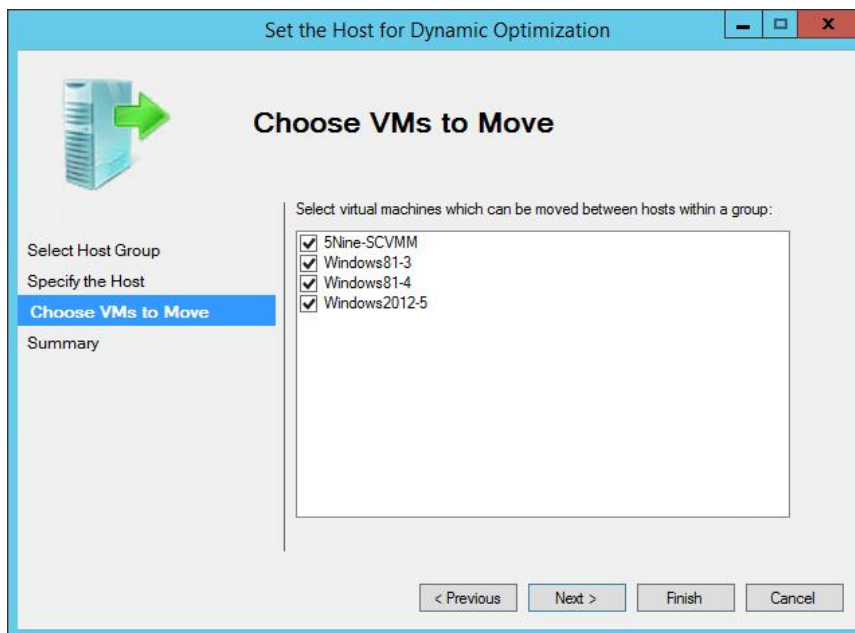 Set the Host for Dynamic Optimization
Choose VMs to Move
Select Host Group
Specify the Host
Choose VMs to Move
Summary
Select virtual machines which can be moved between hosts within a group:
5Nine-SCVMM
Windows81-3
Windows81-4
Windows2012-5
< Previous
Next >
Finish
Cancel